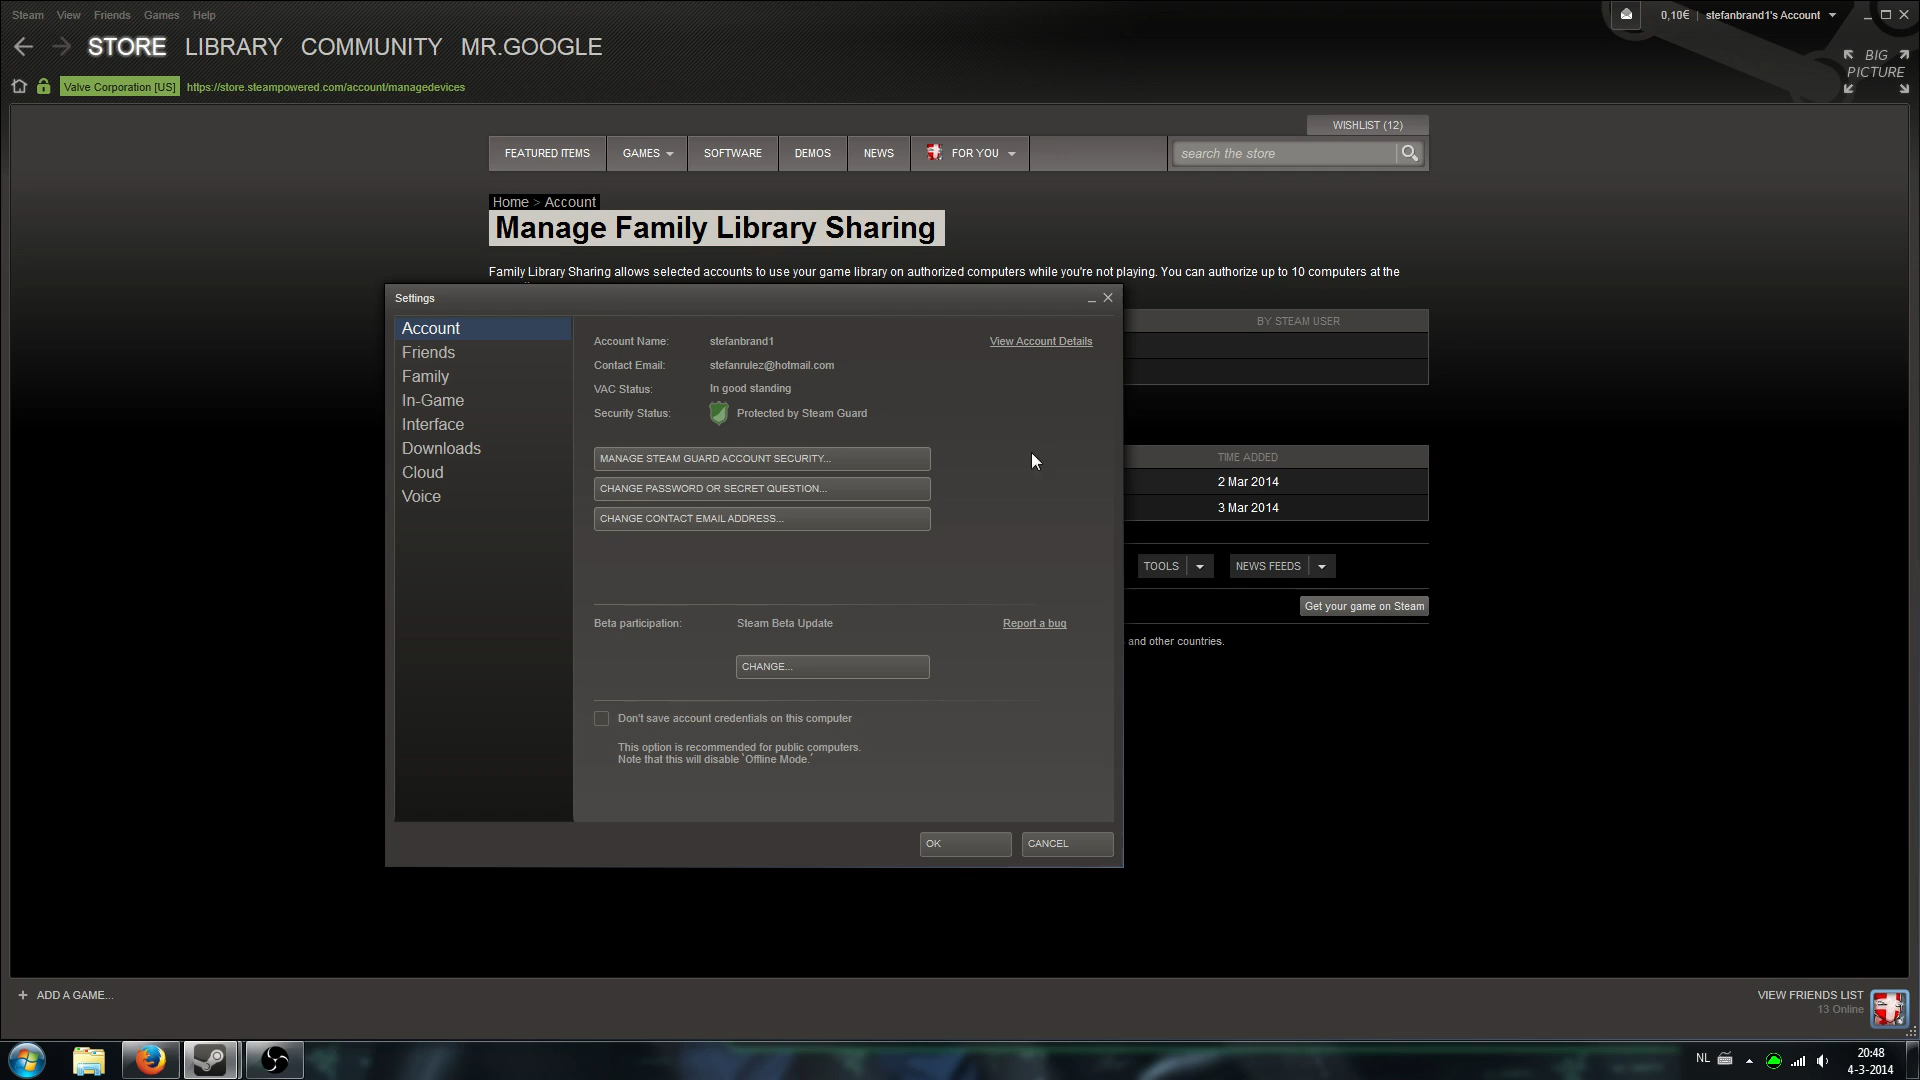 Steam View Friends Games Help
0,10€ stefanbrand1's Account
STORE LIBRARY COMMUNITY MR.GOOGLE
BIG PICTURE
Valve Corporation [US] https://store.steampowered.com/account/managedevices
WISHLIST (12)
FEATURED ITEMS GAMES SOFTWARE DEMOS NEWS FOR YOU search the store
Home > Account
Manage Family Library Sharing
Family Library Sharing allows selected accounts to use your game library on authorized computers while you're not playing. You can authorize up to 10 computers at the
Settings
BY STEAM USER
Account
Friends
Family
In-Game
Interface
Downloads
Cloud
Voice
Account Name: stefanbrand1 View Account Details
Contact Email: stefanrulez@hotmail.com
VAC Status: In good standing
Security Status: Protected by Steam Guard
MANAGE STEAM GUARD ACCOUNT SECURITY...
CHANGE PASSWORD OR SECRET QUESTION...
CHANGE CONTACT EMAIL ADDRESS...
Beta participation: Steam Beta Update Report a bug
CHANGE...
Don't save account credentials on this computer
This option is recommended for public computers.
Note that this will disable `Offline Mode.´
OK CANCEL
TIME ADDED
2 Mar 2014
3 Mar 2014
TOOLS NEWS FEEDS
Get your game on Steam
and other countries.
+ ADD A GAME...
VIEW FRIENDS LIST
13 Online
NL
20:48
4-3-2014